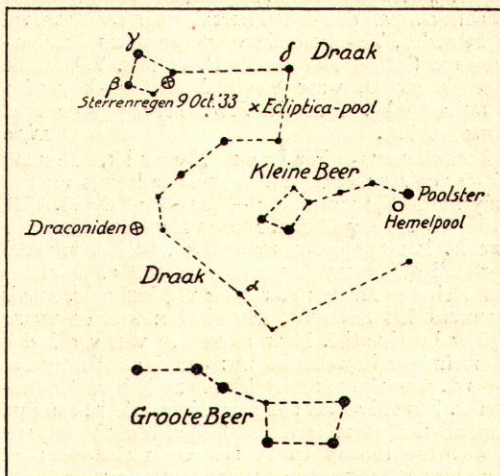 γ
δ Draak
β
Sterrenregen 9 Oct. '33
Ecliptica-pool
Kleine Beer
Poolster
Hemelpool
Draconiden
Draak α
Groote Beer